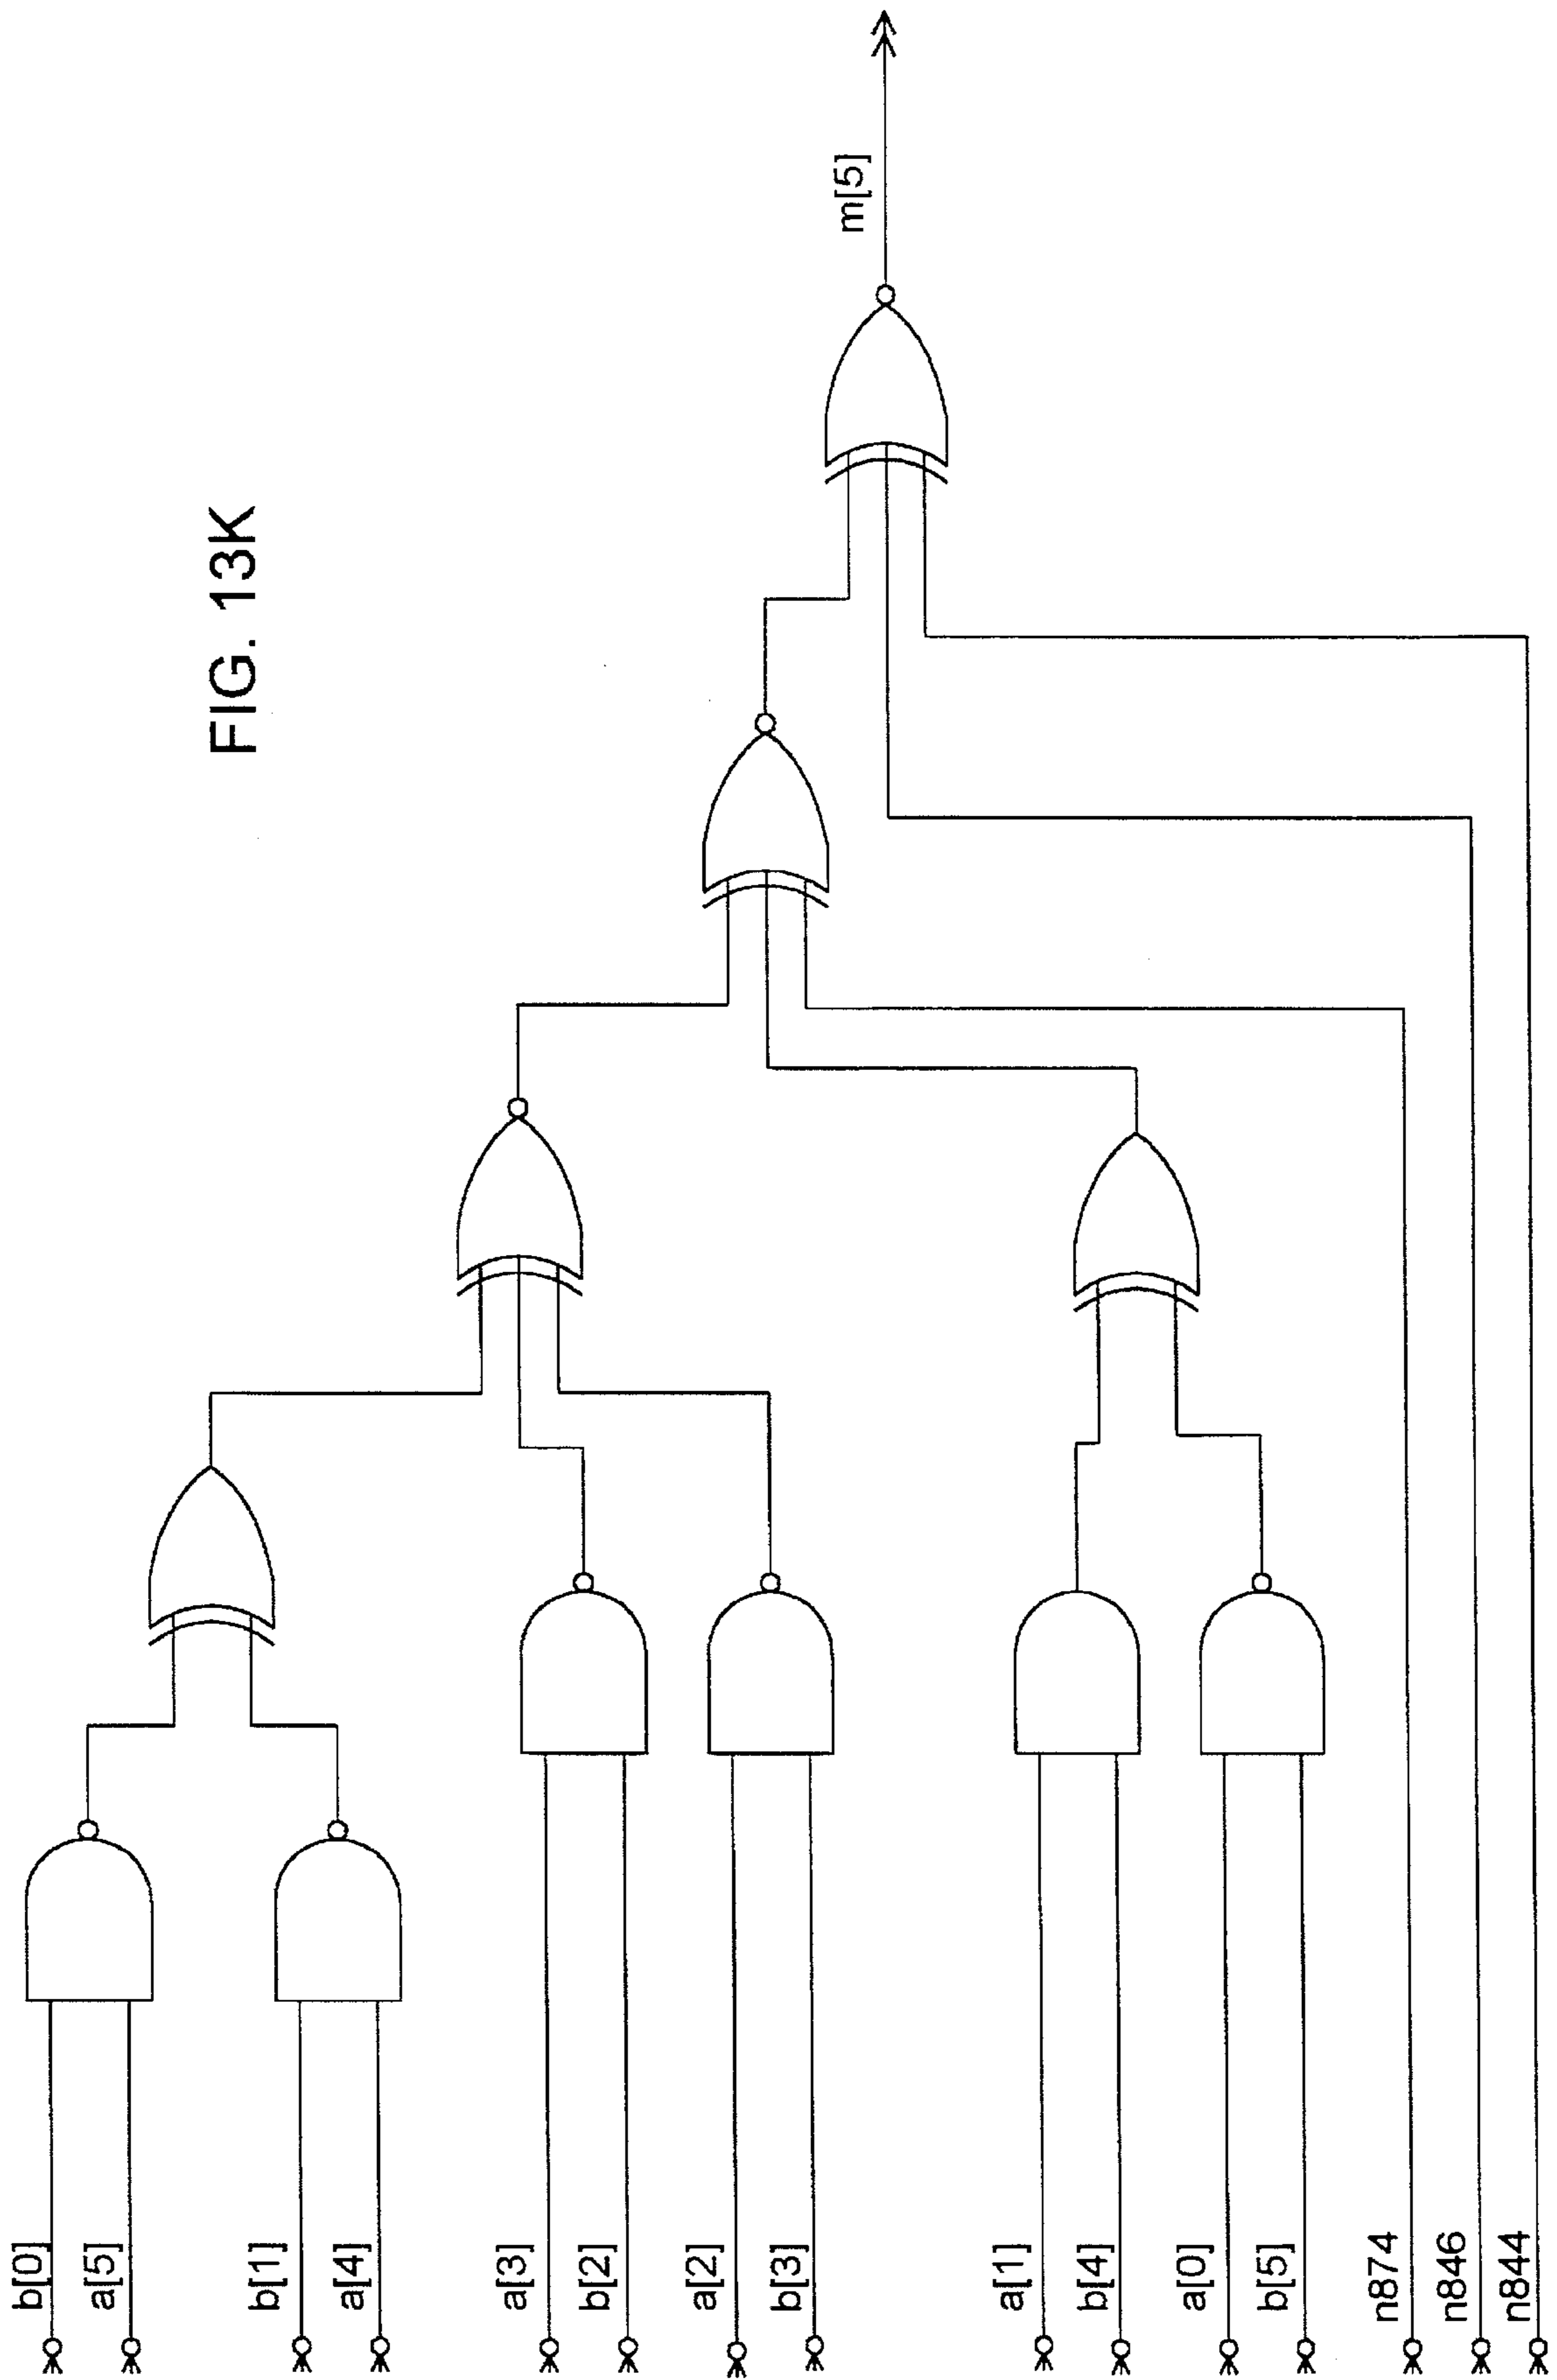 FIG. 13K
b[0]
a[5]
b[1]
a[4]
a[3]
b[2]
a[2]
b[3]
a[1]
b[4]
a[0]
b[5]
n874
n846
n844
m[5]